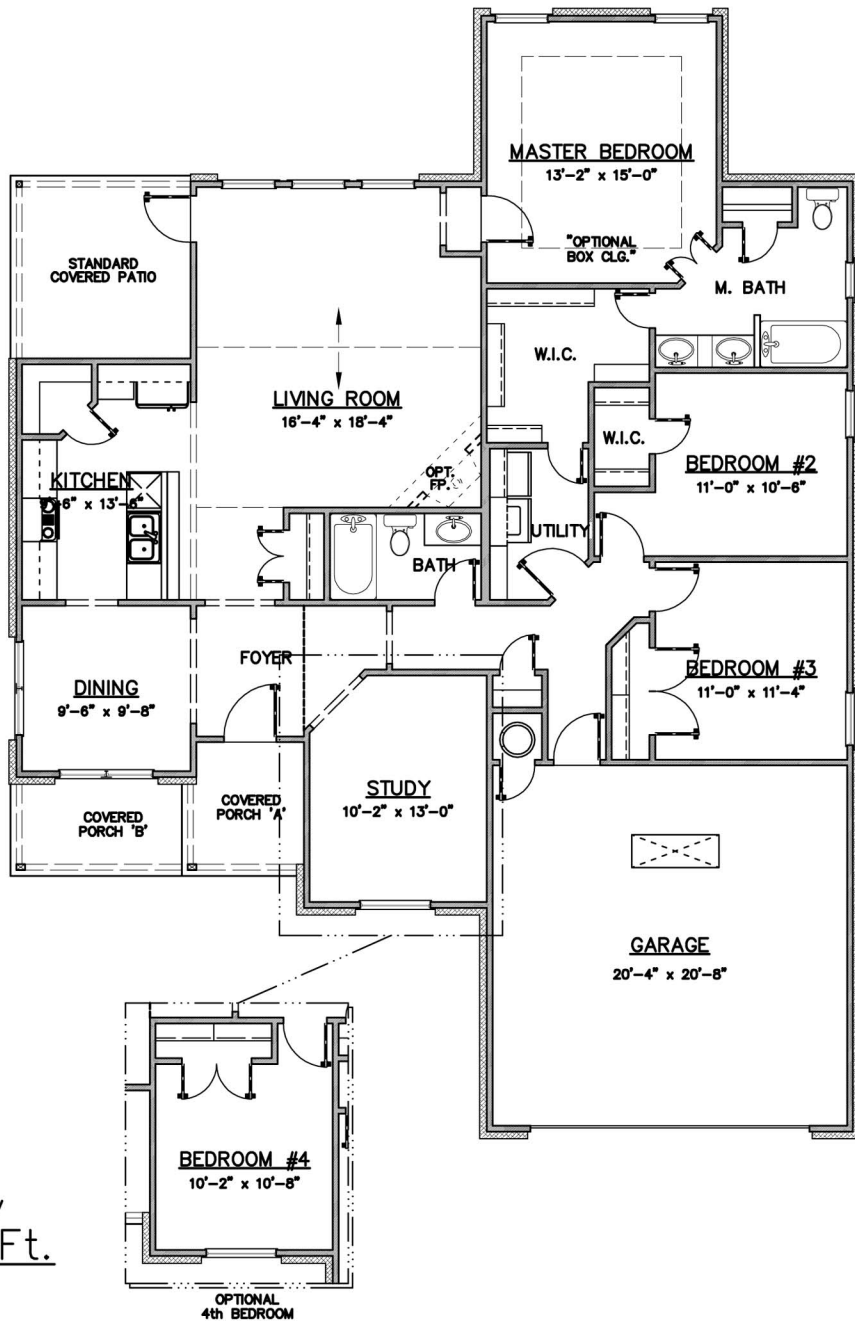 MASTER BEDROOM
13'-2" x 15'-0"
"OPTIONAL
BOX CLG."
STANDARD
COVERED PATIO
M. BATH
W.I.C.
LIVING ROOM
16'-4" x 18'-4"
W.I.C.
BEDROOM #2
11'-0" x 10'-6"
KITCHEN
x 13'-6"
OPT.
FP.
UTILITY
BATH
FOYER
BEDROOM #3
11'-0" x 11'-4"
DINING
9'-6" x 9'-8"
STUDY
10'-2" x 13'-0"
COVERED
PORCH 'A'
COVERED
PORCH 'B'
GARAGE
20'-4" x 20'-8"
BEDROOM #4
10'-2" x 10'-8"
Ft.
OPTIONAL
4th BEDROOM